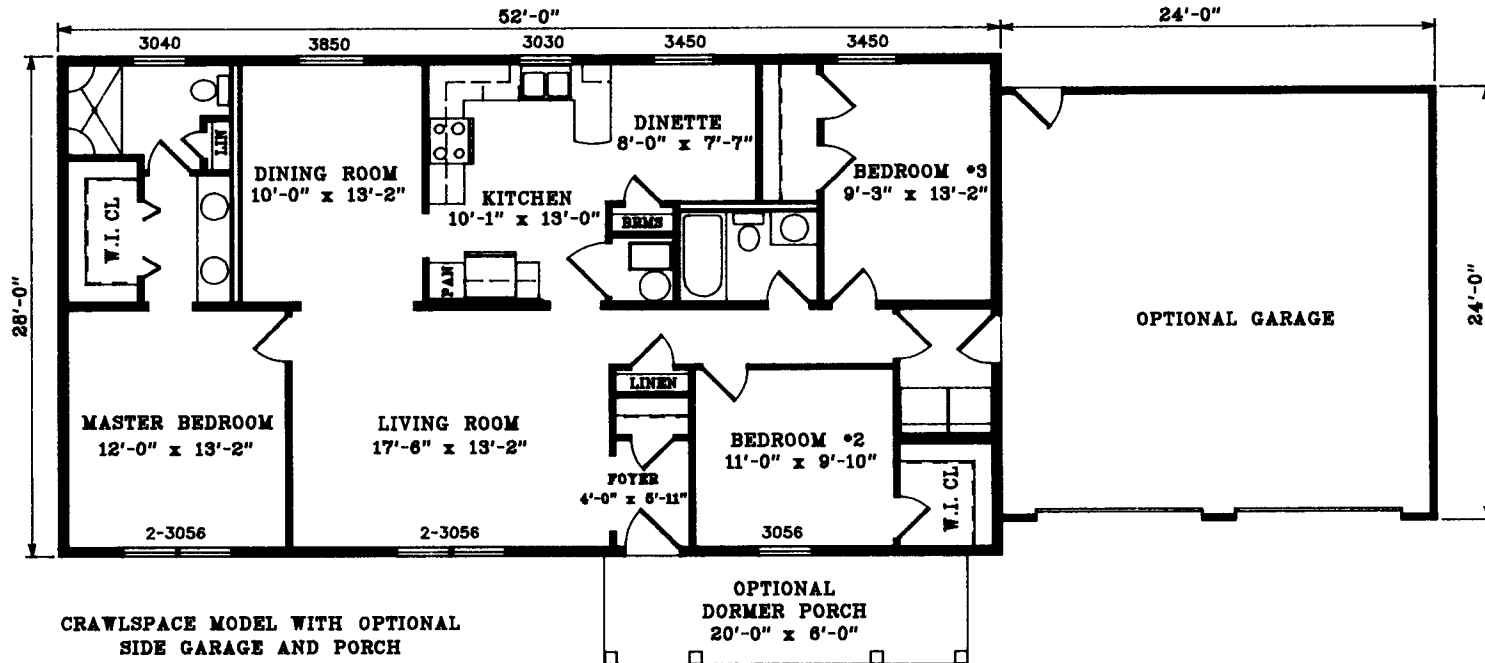 52'-0"
24'-0"
3040
3850
3030
3450
3450
LIN
DINING ROOM
10'-0" x 13'-2"
DINETTE
8'-0" x 7'-7"
KITCHEN
10'-1" x 13'-0"
BRMS
BEDROOM #3
9'-3" x 13'-2"
W.I. CL
PAN
28'-0"
OPTIONAL GARAGE
24'-0"
LINEN
MASTER BEDROOM
12'-0" x 13'-2"
LIVING ROOM
17'-6" x 13'-2"
BEDROOM #2
11'-0" x 9'-10"
FOYER
4'-0" x 5'-11"
W.I. CL
2-3056
2-3056
3056
OPTIONAL
DORMER PORCH
20'-0" x 6'-0"
CRAWLSPACE MODEL WITH OPTIONAL
SIDE GARAGE AND PORCH